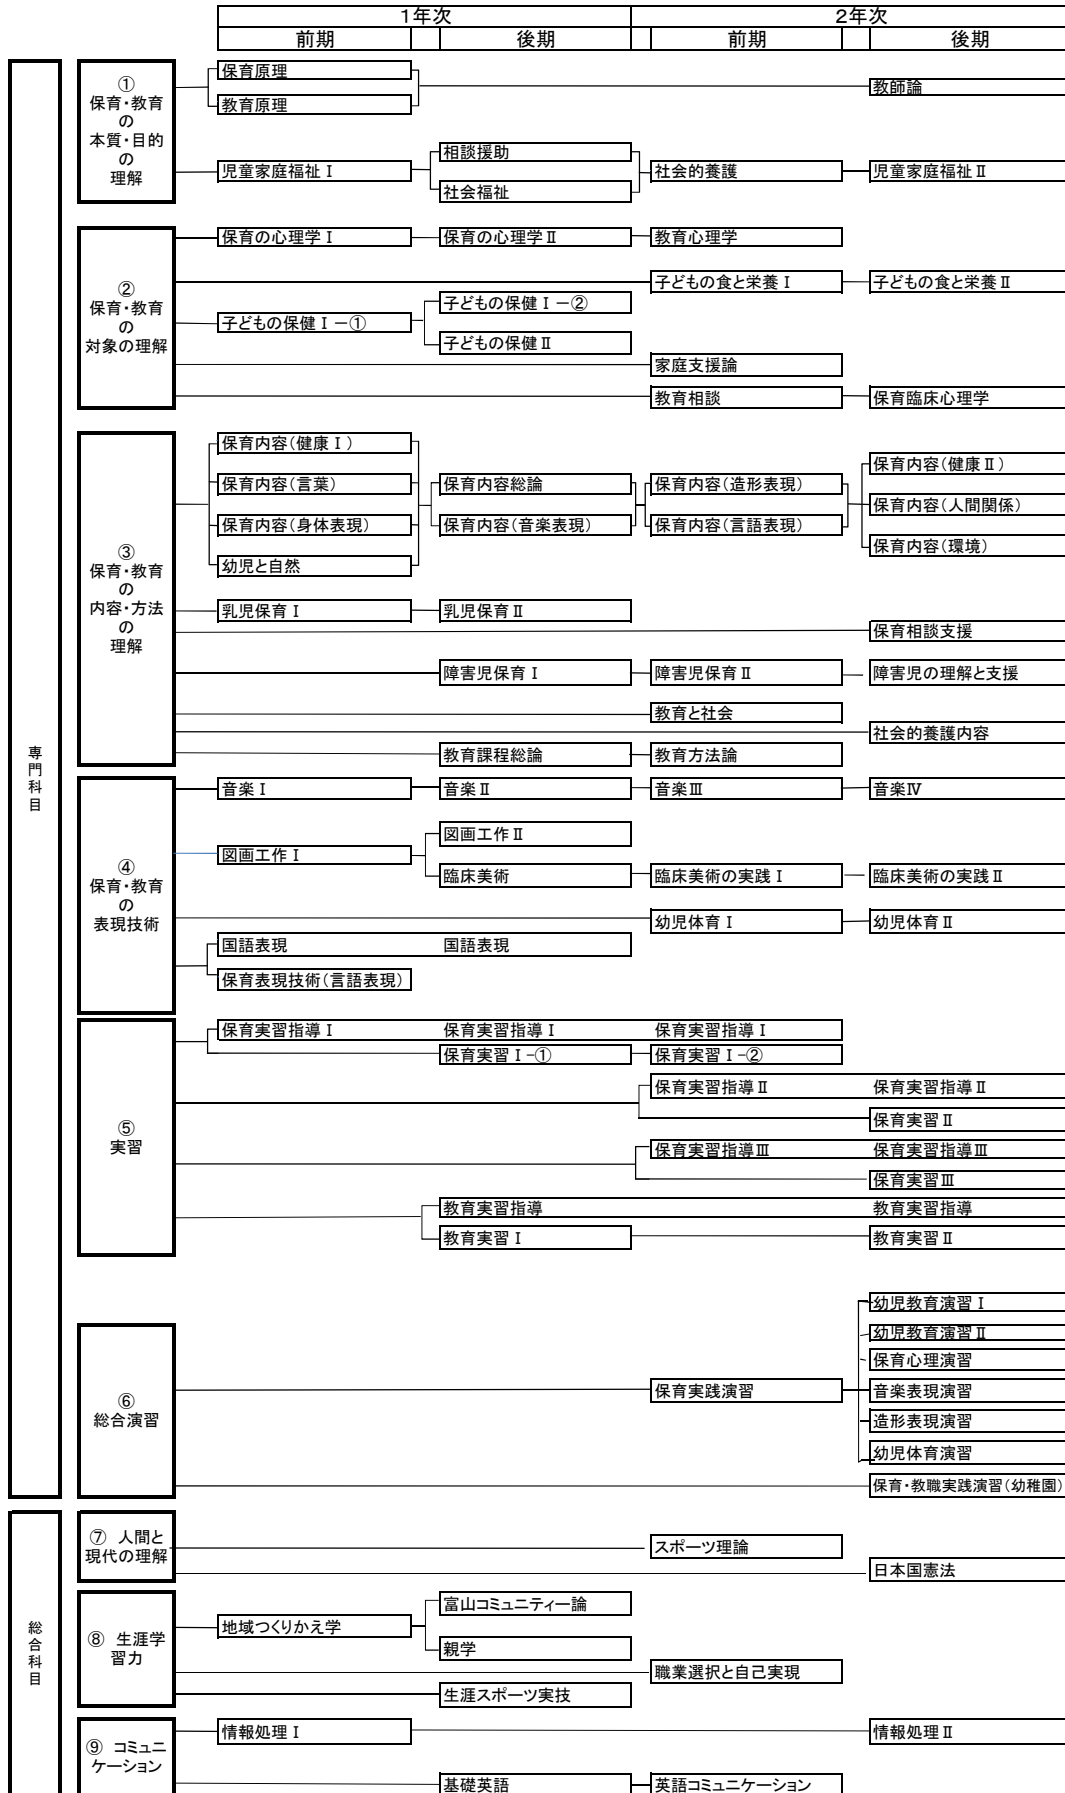 1年次 2年次
前期 後期 前期 後期
専門科目
①
保育・教育
の
本質・目的
の
理解
保育原理
教師論
教育原理
相談援助
児童家庭福祉Ⅰ 社会的養護 児童家庭福祉Ⅱ
社会福祉
②
保育・教育
の
対象の理解
保育の心理学Ⅰ 保育の心理学Ⅱ 教育心理学
子どもの食と栄養Ⅰ 子どもの食と栄養Ⅱ
子どもの保健Ⅰ－②
子どもの保健Ⅰ－①
子どもの保健Ⅱ
家庭支援論
教育相談 保育臨床心理学
③
保育・教育
の
内容・方法
の
理解
保育内容(健康Ⅰ)
保育内容(健康Ⅱ)
保育内容(言葉) 保育内容総論 保育内容(造形表現)
保育内容(人間関係)
保育内容(身体表現) 保育内容(音楽表現) 保育内容(言語表現)
保育内容(環境)
幼児と自然
乳児保育Ⅰ 乳児保育Ⅱ
保育相談支援
障害児保育Ⅰ 障害児保育Ⅱ 障害児の理解と支援
教育と社会
社会的養護内容
教育課程総論 教育方法論
④
保育・教育
の
表現技術
音楽Ⅰ 音楽Ⅱ 音楽Ⅲ 音楽Ⅳ
図画工作Ⅱ
図画工作Ⅰ
臨床美術 臨床美術の実践Ⅰ 臨床美術の実践Ⅱ
幼児体育Ⅰ 幼児体育Ⅱ
国語表現 国語表現
保育表現技術(言語表現)
⑤
実習
保育実習指導Ⅰ 保育実習指導Ⅰ 保育実習指導Ⅰ
保育実習Ⅰ-① 保育実習Ⅰ-②
保育実習指導Ⅱ 保育実習指導Ⅱ
保育実習Ⅱ
保育実習指導Ⅲ 保育実習指導Ⅲ
保育実習Ⅲ
教育実習指導 教育実習指導
教育実習Ⅰ 教育実習Ⅱ
⑥
総合演習
幼児教育演習Ⅰ
幼児教育演習Ⅱ
保育心理演習
保育実践演習 音楽表現演習
造形表現演習
幼児体育演習
保育・教職実践演習(幼稚園)
総合科目
⑦ 人間と
現代の理解
スポーツ理論
日本国憲法
⑧ 生涯学
習力
富山コミュニティー論
地域つくりかえ学
親学
職業選択と自己実現
生涯スポーツ実技
⑨ コミュニ
ケーション
情報処理Ⅰ 情報処理Ⅱ
基礎英語 英語コミュニケーション